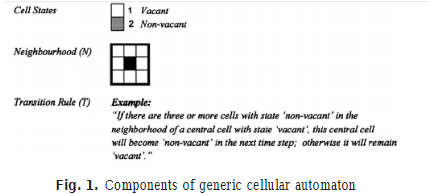 Cell States
1 Vacant
2 Non-vacant
Neighbourhood (N)
Transition Rule (T)
Example:
"If there are three or more cells with state 'non-vacant' in the
neighborhood of a central cell with state 'vacant', this central cell
will become 'non-vacant' in the next time step; otherwise it will remain
'vacant'."
Fig. 1. Components of generic cellular automaton